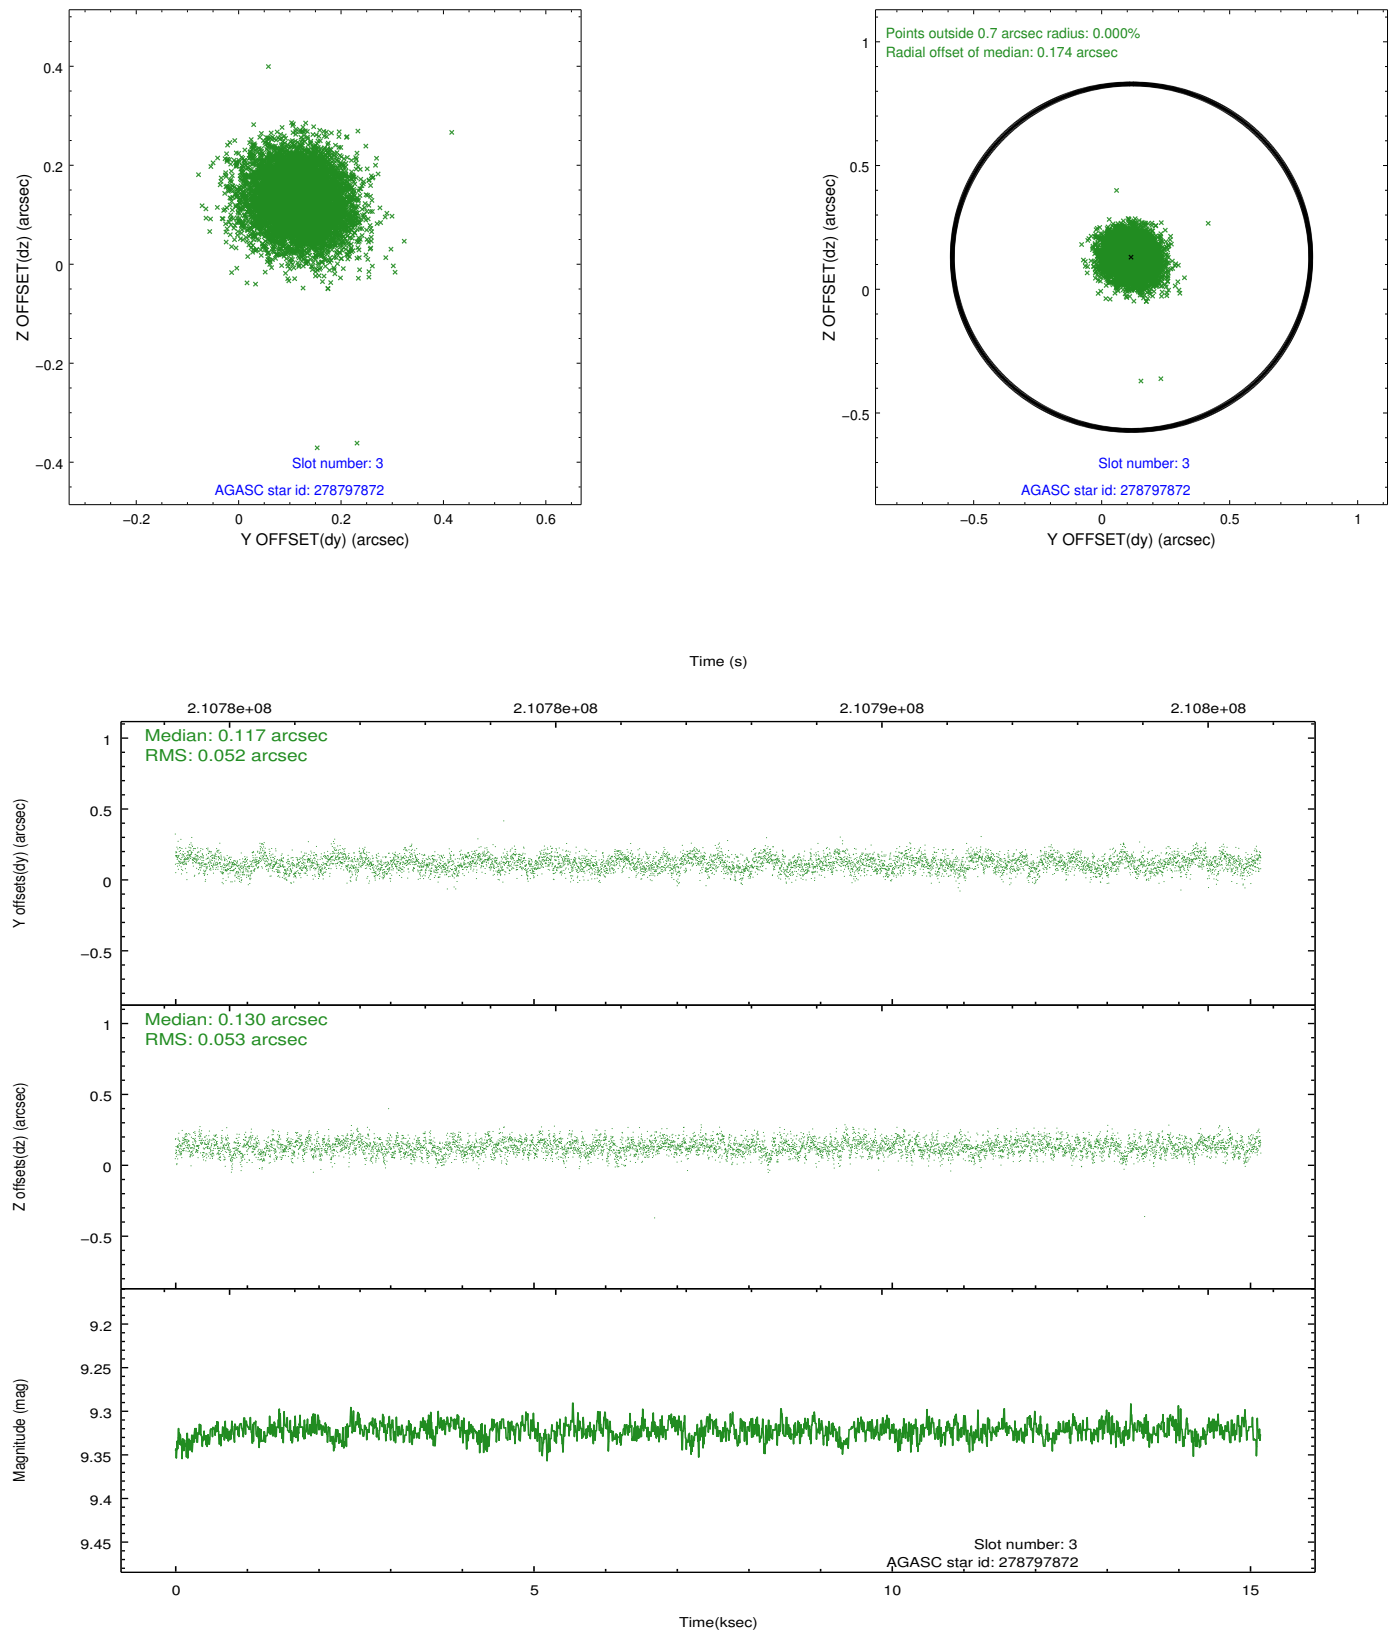 0.4
0.2
0
−0.2
−0.4
Z OFFSET(dz) (arcsec)
Slot number: 3
AGASC star id: 278797872
−0.2 0 0.2 0.4 0.6
Y OFFSET(dy) (arcsec)
Points outside 0.7 arcsec radius: 0.000%
Radial offset of median: 0.174 arcsec
1
0.5
0
−0.5
Z OFFSET(dz) (arcsec)
Slot number: 3
AGASC star id: 278797872
−0.5 0 0.5 1
Y OFFSET(dy) (arcsec)
Time (s)
2.1078e+08 2.1078e+08 2.1079e+08 2.108e+08
Median: 0.117 arcsec
RMS: 0.052 arcsec
1
0.5
0
−0.5
Y offsets(dy) (arcsec)
Median: 0.130 arcsec
RMS: 0.053 arcsec
1
0.5
0
−0.5
Z offsets(dz) (arcsec)
9.2
9.25
9.3
9.35
9.4
9.45
Magnitude (mag)
Slot number: 3
AGASC star id: 278797872
0 5 10 15
Time(ksec)